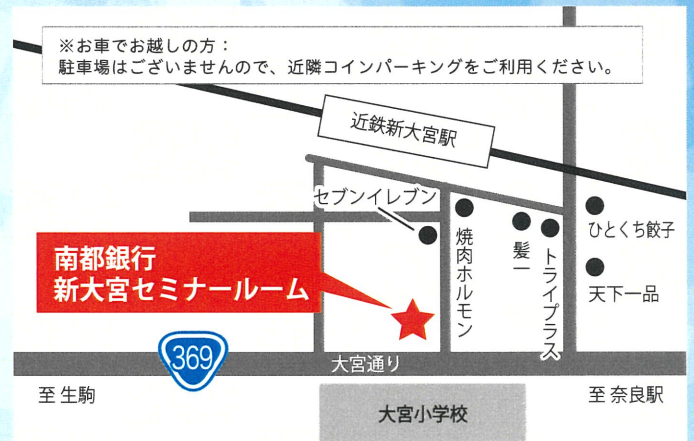 ※お車でお越しの方：
駐車場はございませんので、近隣コインパーキングをご利用ください。
近鉄新大宮駅
セブンイレブン
焼肉ホルモン
髪一
トライプラス
ひとくち餃子
天下一品
南都銀行
新大宮セミナールーム
369
大宮通り
至 生駒
至 奈良駅
大宮小学校